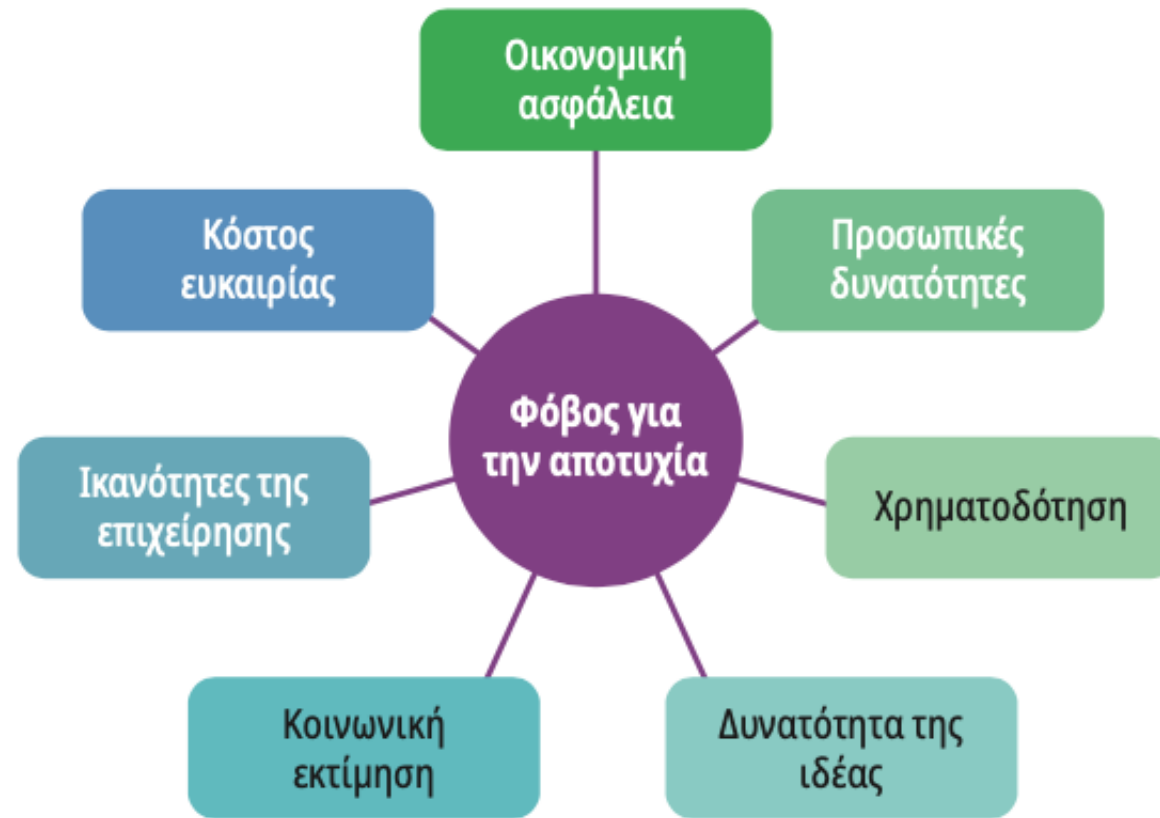 Οικονομική
ασφάλεια
Κόστος
ευκαιρίας
Προσωπικές
δυνατότητες
Φόβος για
την αποτυχία
Ικανότητες της
επιχείρησης
Χρηματοδότηση
Κοινωνική
εκτίμηση
Δυνατότητα της
ιδέας